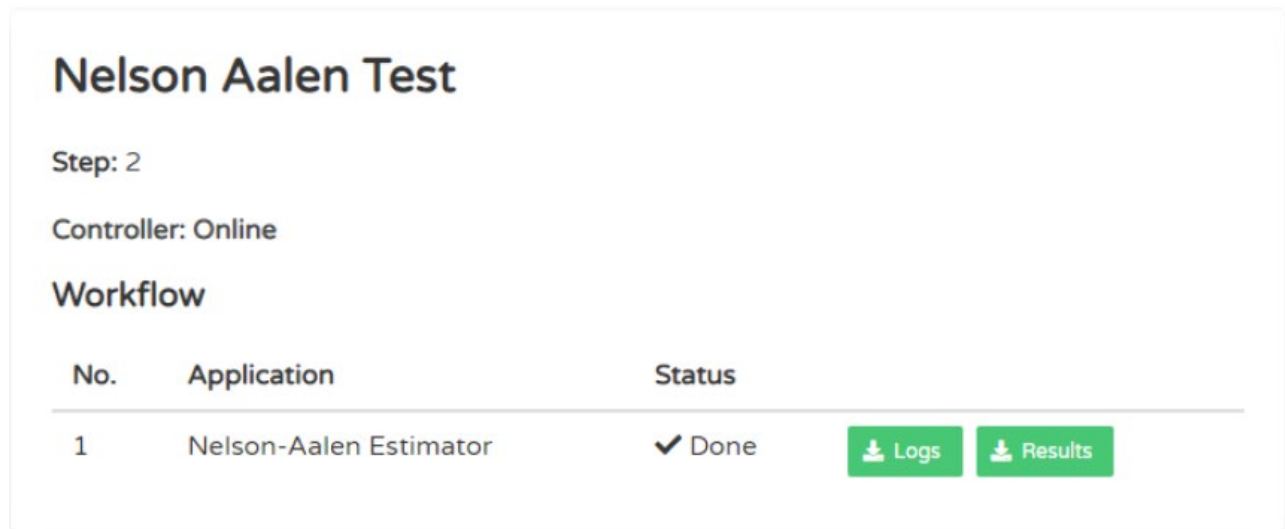 Nelson Aalen Test
Step: 2
Controller: Online
Workflow
No. Application Status
1 Nelson-Aalen Estimator Done Logs Results